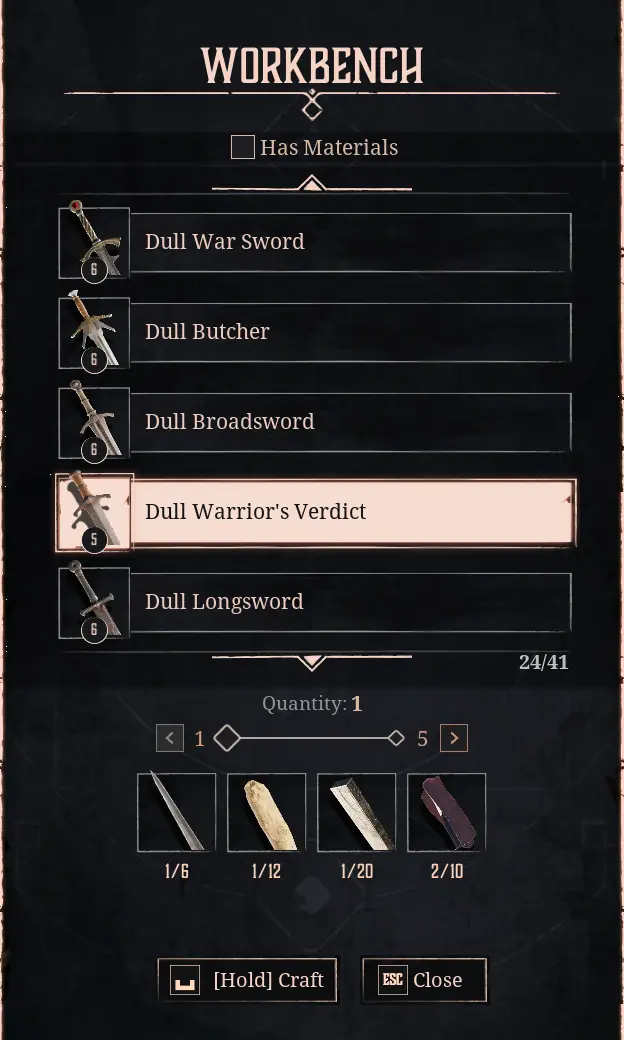 WORKBENCH
Has Materials
Dull War Sword
6
Dull Butcher
6
Dull Broadsword
6
Dull Warrior's Verdict
5
Dull Longsword
6
24/41
Quantity: 1
< 1 5 >
1/6 1/12 1/20 2/10
[Hold] Craft ESC Close